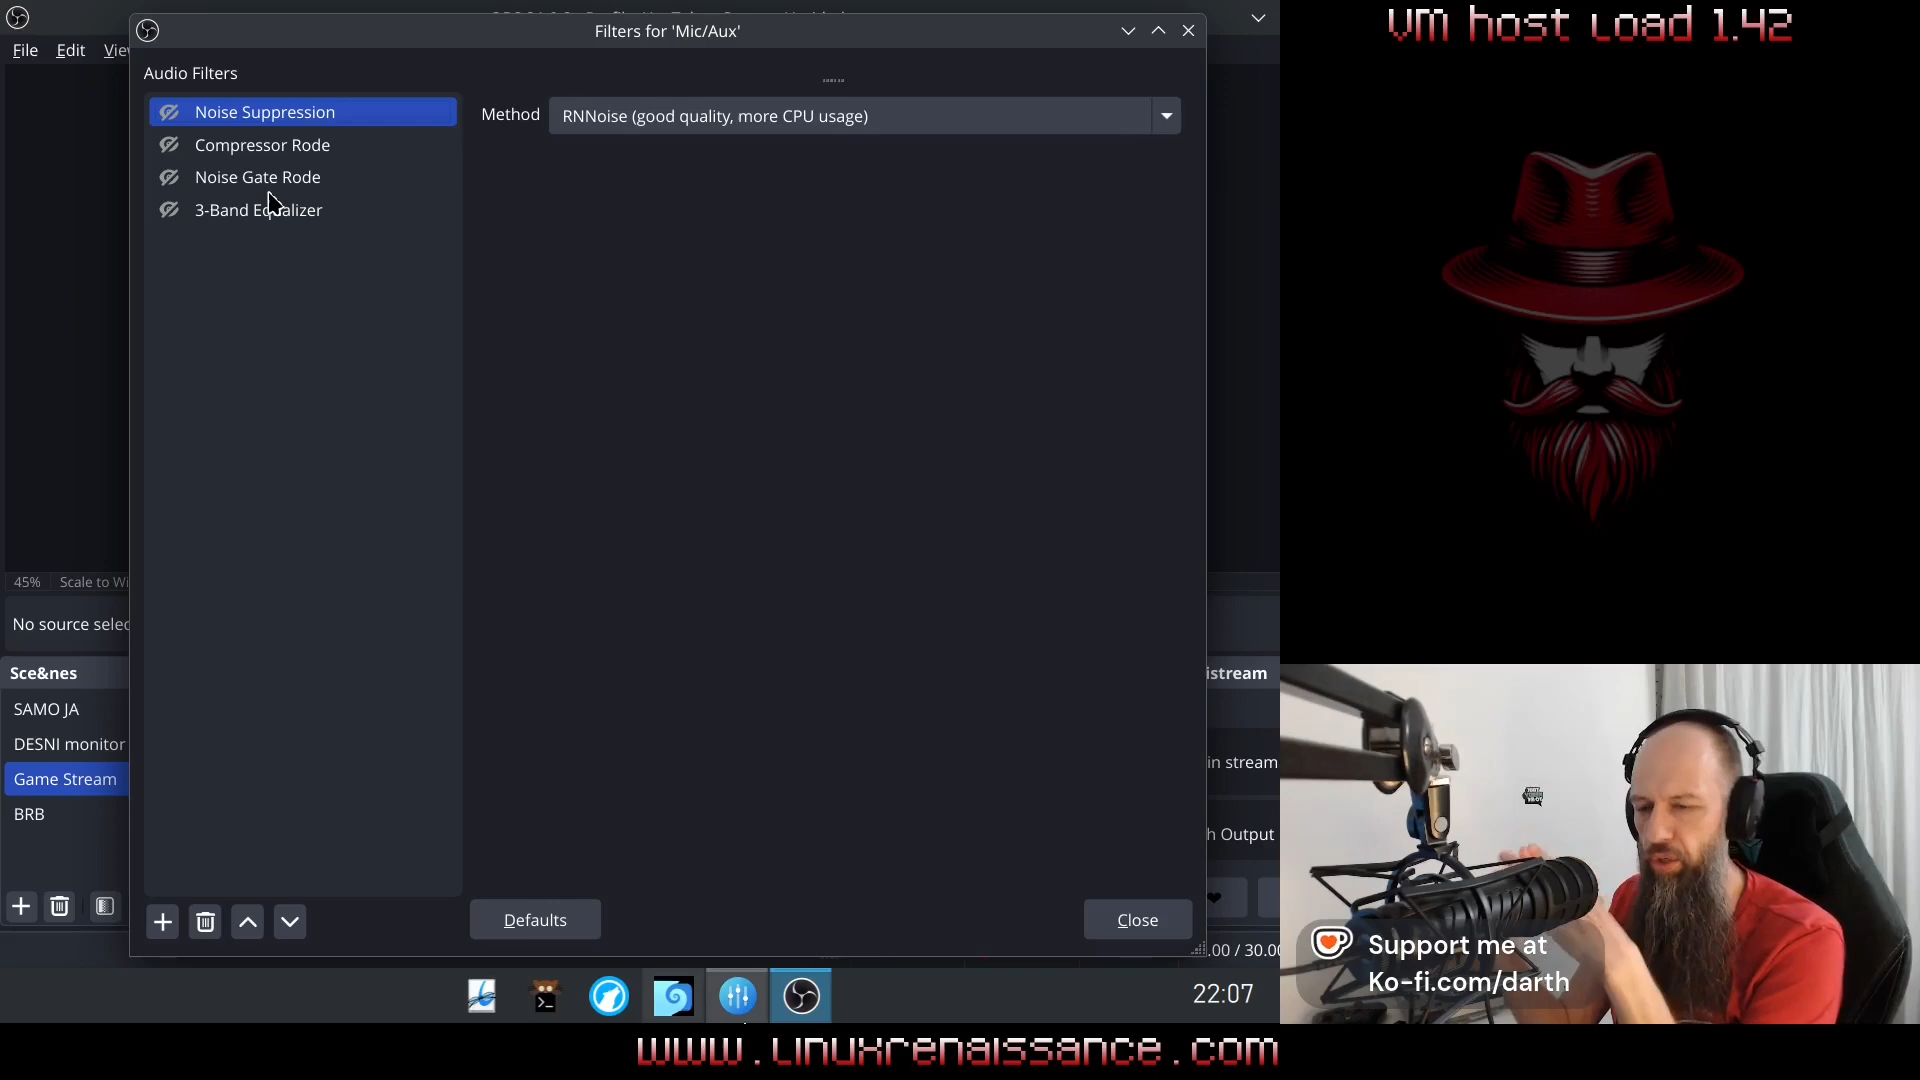 Filters for 'Mic/Aux'
File Edit
Audio Filters
Noise Suppression
Compressor Rode
Noise Gate Rode
3-Band Equalizer
Method RNNoise (good quality, more CPU usage)
45% Scale to
No source
Sce&nes
SAMO JA
DESNI monitor
Game Stream
BRB
in stream
Output
.00 / 30.00
Defaults
Close
22:07
VM host Load 1.42
Support me at
Ko-fi.com/darth
www.linuxrenaissance.com